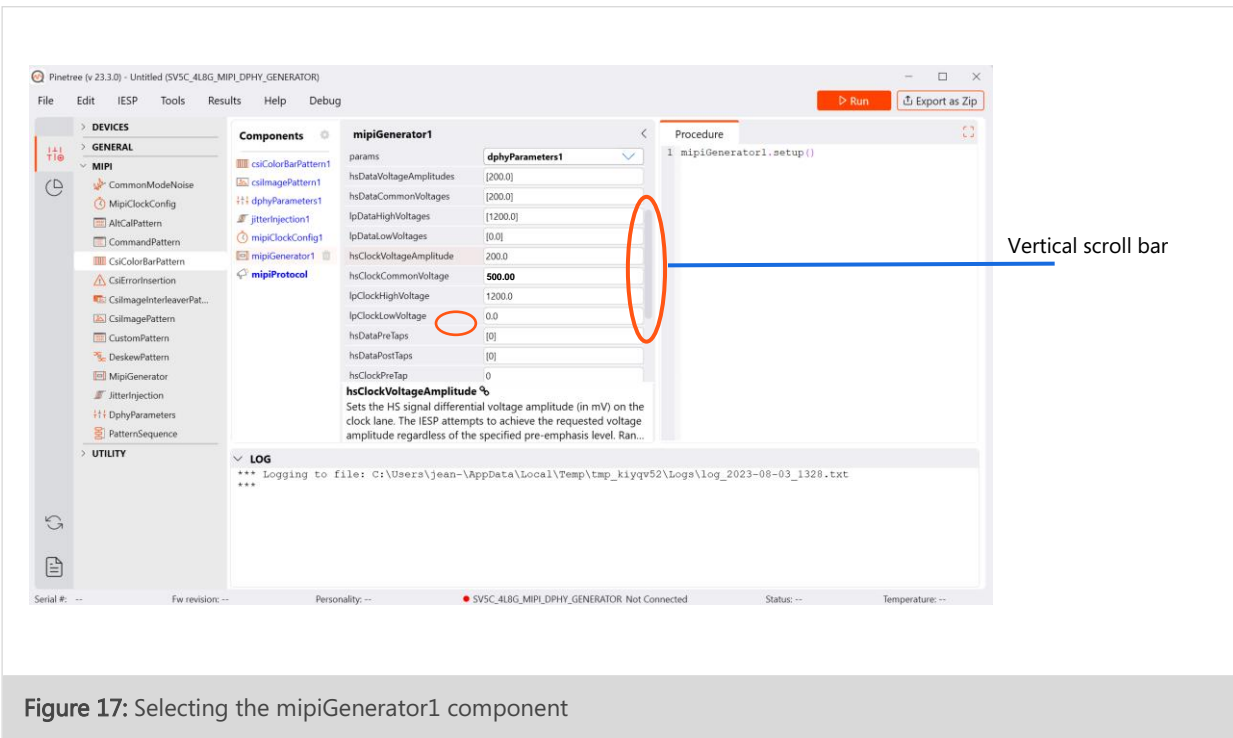 Pinetree (v 23.3.0) - Untitled (SV5C_4L8G_MIPI_DPHY_GENERATOR)
File Edit IESP Tools Results Help Debug
Run
Export as Zip
DEVICES
GENERAL
MIPI
CommonModeNoise
MipiClockConfig
AltCalPattern
CommandPattern
CsiColorBarPattern
CsiErrorInsertion
CsiImageInterleaverPat...
CsiImagePattern
CustomPattern
DeskewPattern
MipiGenerator
JitterInjection
DphyParameters
PatternSequence
UTILITY
Components
csiColorBarPattern1
csiImagePattern1
dphyParameters1
jitterInjection1
mipiClockConfig1
mipiGenerator1
mipiProtocol
mipiGenerator1
params dphyParameters1
hsDataVoltageAmplitudes [200.0]
hsDataCommonVoltages [200.0]
lpDataHighVoltages [1200.0]
lpDataLowVoltages [0.0]
hsClockVoltageAmplitude 200.0
hsClockCommonVoltage 500.00
lpClockHighVoltage 1200.0
lpClockLowVoltage 0.0
hsDataPreTaps [0]
hsDataPostTaps [0]
hsClockPreTap 0
hsClockVoltageAmplitude
Sets the HS signal differential voltage amplitude (in mV) on the
clock lane. The IESP attempts to achieve the requested voltage
amplitude regardless of the specified pre-emphasis level. Ran...
Procedure
1 mipiGenerator1.setup()
Vertical scroll bar
LOG
*** Logging to file: C:\Users\jean-\AppData\Local\Temp\tmp_kiyqv52\Logs\log_2023-08-03_1328.txt
***
Serial #: -- Fw revision: -- Personality: -- SV5C_4L8G_MIPI_DPHY_GENERATOR Not Connected Status: -- Temperature: --
Figure 17: Selecting the mipiGenerator1 component